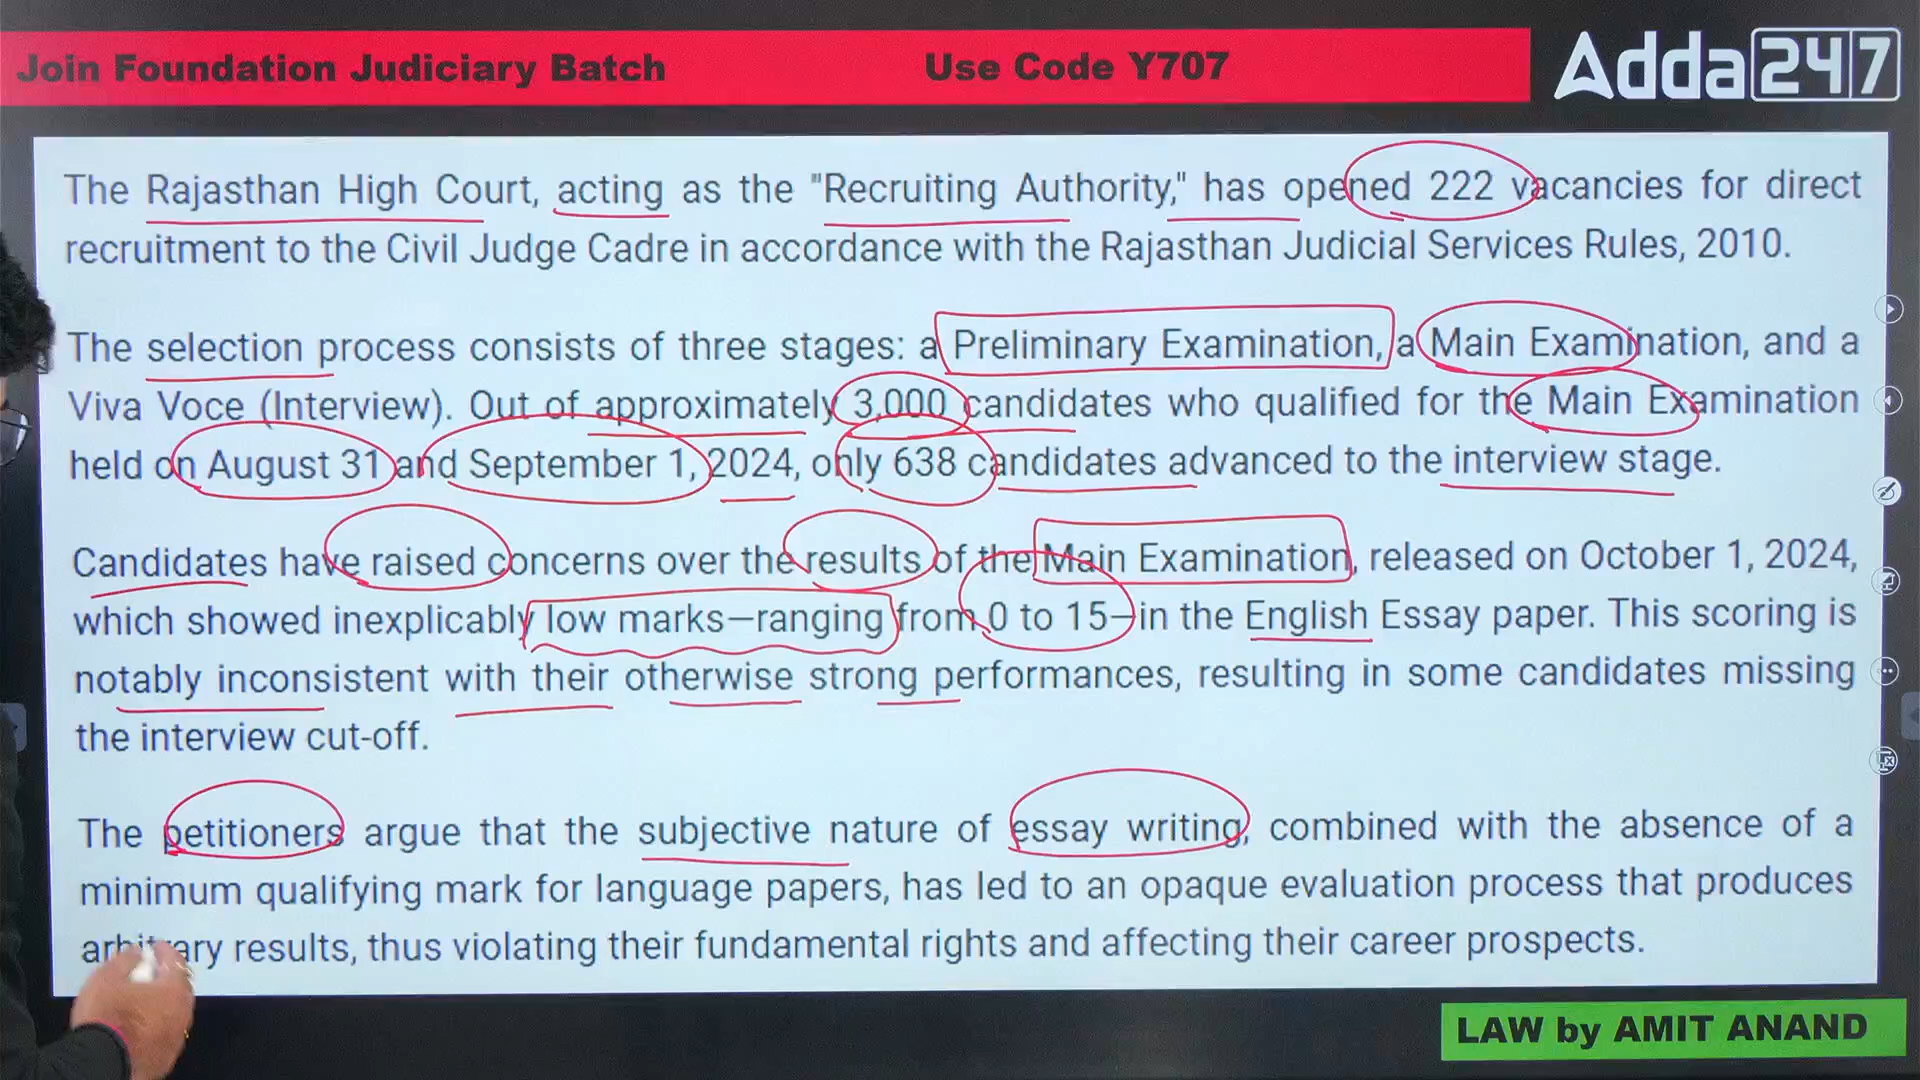 Join Foundation Judiciary Batch Use Code Y707
Adda247
The Rajasthan High Court, acting as the "Recruiting Authority," has opened 222 vacancies for direct
recruitment to the Civil Judge Cadre in accordance with the Rajasthan Judicial Services Rules, 2010.
The selection process consists of three stages: a Preliminary Examination, a Main Examination, and a
Viva Voce (Interview). Out of approximately 3,000 candidates who qualified for the Main Examination
held on August 31 and September 1, 2024, only 638 candidates advanced to the interview stage.
Candidates have raised concerns over the results of the Main Examination, released on October 1, 2024,
which showed inexplicably low marks—ranging from 0 to 15—in the English Essay paper. This scoring is
notably inconsistent with their otherwise strong performances, resulting in some candidates missing
the interview cut-off.
The petitioners argue that the subjective nature of essay writing, combined with the absence of a
minimum qualifying mark for language papers, has led to an opaque evaluation process that produces
arbitrary results, thus violating their fundamental rights and affecting their career prospects.
LAW by AMIT ANAND